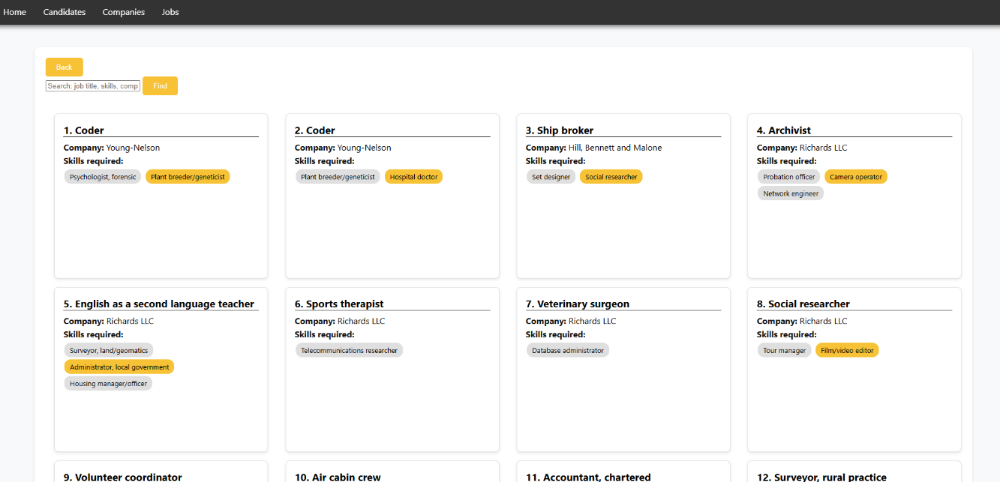 Home Candidates Companies Jobs
Back
Search: job title, skills, comp Find
1. Coder
Company: Young-Nelson
Skills required:
Psychologist, forensic Plant breeder/geneticist
2. Coder
Company: Young-Nelson
Skills required:
Plant breeder/geneticist Hospital doctor
3. Ship broker
Company: Hill, Bennett and Malone
Skills required:
Set designer Social researcher
4. Archivist
Company: Richards LLC
Skills required:
Probation officer Camera operator
Network engineer
5. English as a second language teacher
Company: Richards LLC
Skills required:
Surveyor, land/geomatics
Administrator, local government
Housing manager/officer
6. Sports therapist
Company: Richards LLC
Skills required:
Telecommunications researcher
7. Veterinary surgeon
Company: Richards LLC
Skills required:
Database administrator
8. Social researcher
Company: Richards LLC
Skills required:
Tour manager Film/video editor
9. Volunteer coordinator
10. Air cabin crew
11. Accountant, chartered
12. Surveyor, rural practice